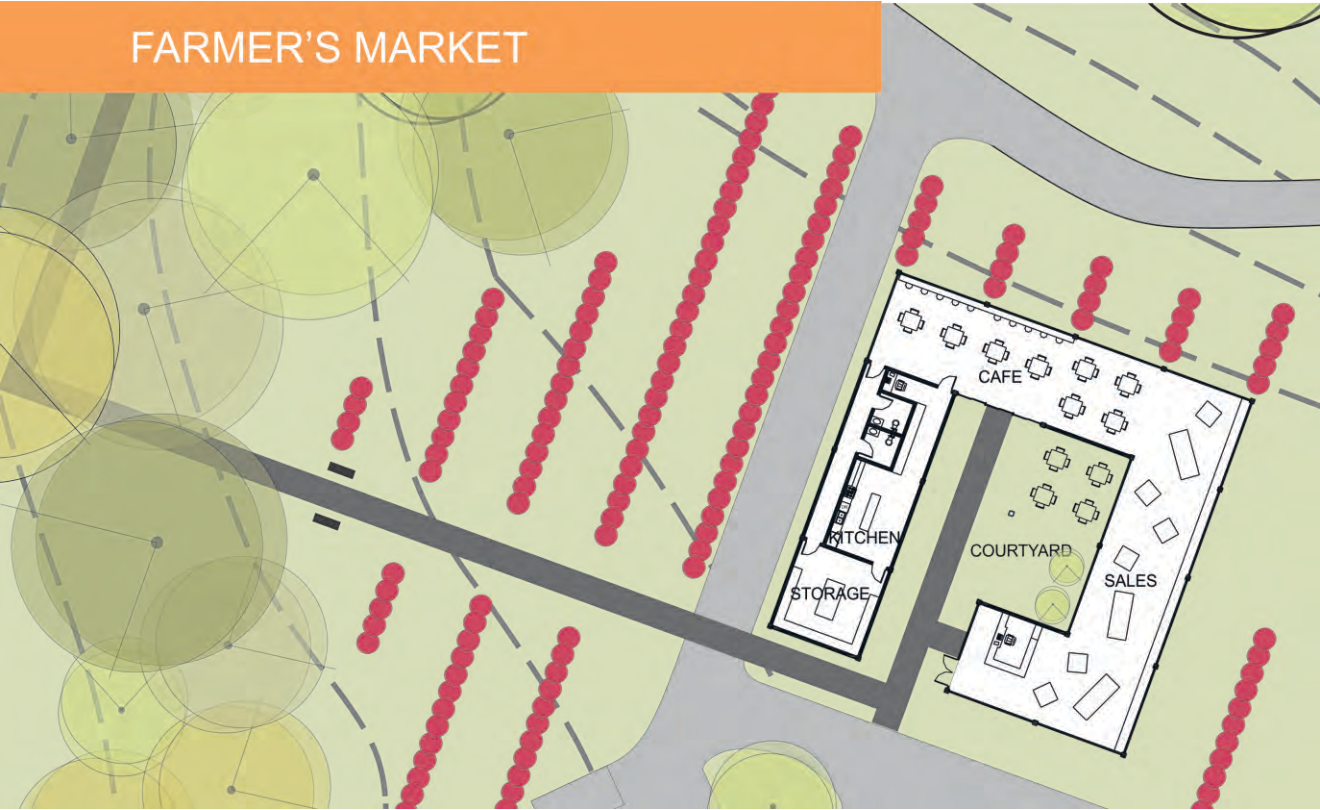 FARMER'S MARKET
CAFE
KITCHEN
COURTYARD
SALES
STORAGE